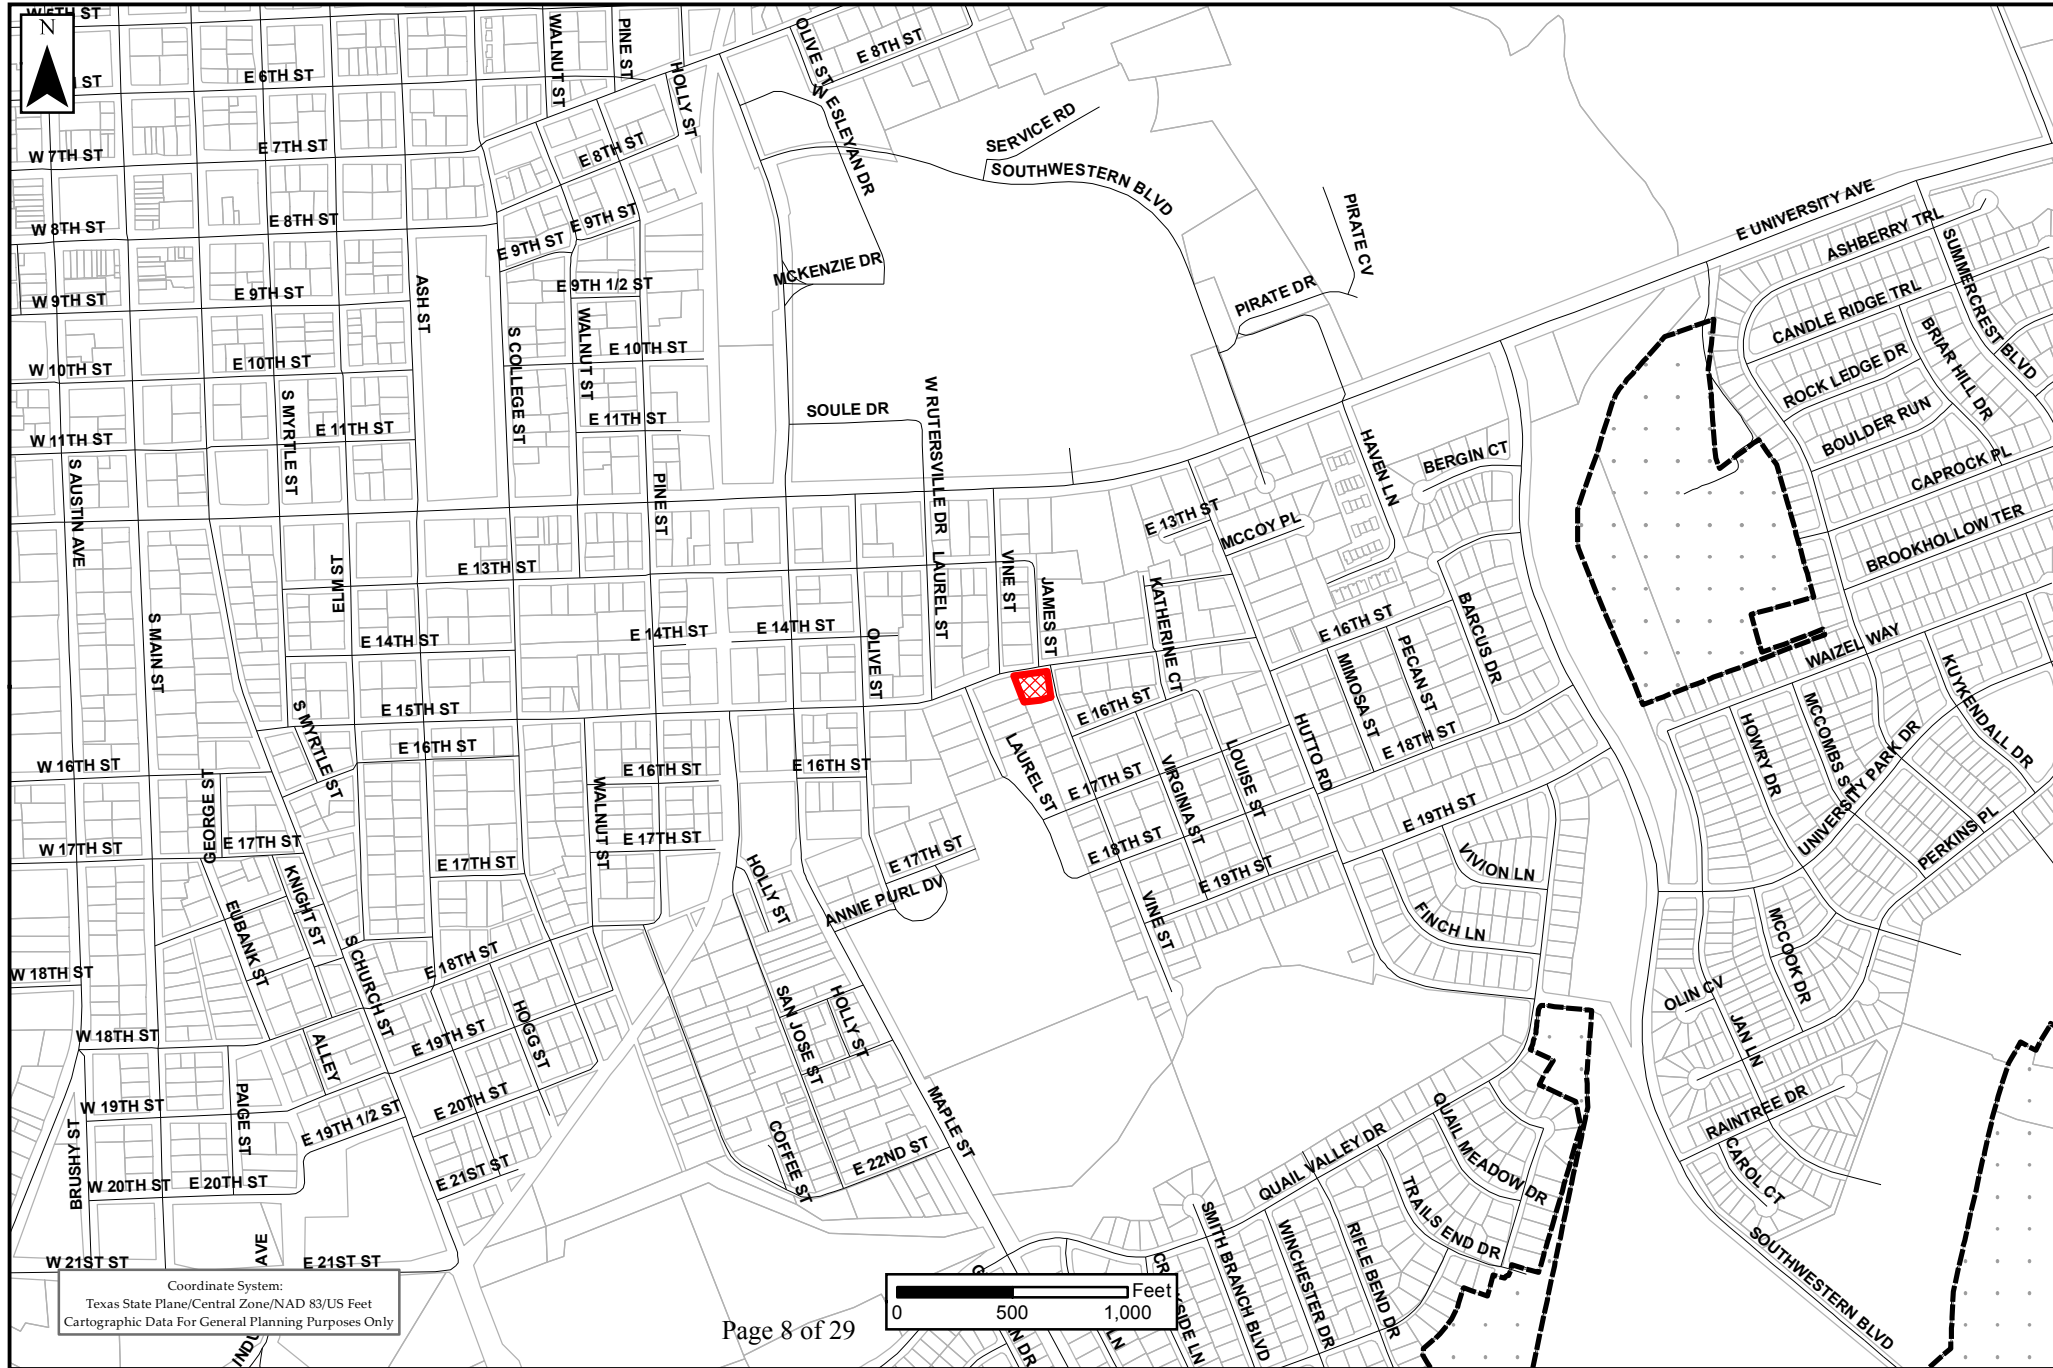 W 5TH ST
N
E 6TH ST
WALNUT ST
PINE ST
HOLLY ST
OLIVE ST
E 8TH ST
W ESLEYAN DR
SERVICE RD
SOUTHWESTERN BLVD
W 7TH ST
E 7TH ST
E 8TH ST
W 8TH ST
E 8TH ST
E 9TH ST
E 9TH ST
PIRATE CV
E UNIVERSITY AVE
ASHBERRY TRL
SUMMERCREST BLVD
MCKENZIE DR
E 9TH 1/2 ST
W 9TH ST
E 9TH ST
ASH ST
PIRATE DR
CANDLE RIDGE TRL
BRIAR HILL DR
S COLLEGE ST
WALNUT ST
E 10TH ST
W 10TH ST
E 10TH ST
ROCK LEDGE DR
S MYRTLE ST
E 11TH ST
E 11TH ST
SOULE DR
W RUTERSVILLE DR
BOULDER RUN
W 11TH ST
HAVEN LN
BERGIN CT
CAPROCK PL
S AUSTIN AVE
PINE ST
E 13TH ST
MCCOY PL
BROOKHOLLOW TER
ELM ST
E 13TH ST
LAUREL ST
VINE ST
JAMES ST
KATHERINE CT
BARCUS DR
S MAIN ST
E 14TH ST
E 14TH ST
E 14TH ST
OLIVE ST
E 16TH ST
MIMOSA ST
PECAN ST
WAIZEL WAY
KUYKENDALL DR
S MYRTLE ST
E 15TH ST
E 16TH ST
E 16TH ST
HUTTO RD
E 18TH ST
HOWRY DR
MCCOMBS ST
UNIVERSITY PARK DR
W 16TH ST
GEORGE ST
E 16TH ST
E 16TH ST
LAUREL ST
E 17TH ST
VIRGINIA ST
LOUISE ST
E 19TH ST
W 17TH ST
E 17TH ST
E 17TH ST
WALNUT ST
E 17TH ST
E 17TH ST
E 18TH ST
VIVION LN
PERKINS PL
KNIGHT ST
HOLLY ST
ANNIE PURL DV
E 19TH ST
VINE ST
FINCH LN
MCCOOK DR
EUBANK ST
S CHURCH ST
E 18TH ST
W 18TH ST
SAN JOSE ST
HOLLY ST
OLIN CV
JAN LN
W 18TH ST
ALLEY
E 19TH ST
HOGG ST
W 19TH ST
PAIGE ST
E 19TH 1/2 ST
E 20TH ST
MAPLE ST
QUAIL VALLEY DR
QUAIL MEADOW DR
RAINTREE DR
BRUSHY ST
COFFEE ST
E 22ND ST
E 21ST ST
CAROL CT
W 20TH ST
E 20TH ST
TRAILS END DR
SMITH BRANCH BLVD
WINCHESTER DR
RIFLE BEND DR
SOUTHWESTERN BLVD
W 21ST ST
AVE
E 21ST ST
Coordinate System:
Texas State Plane/Central Zone/NAD 83/US Feet
Cartographic Data For General Planning Purposes Only
Page 8 of 29
Feet
0 500 1,000